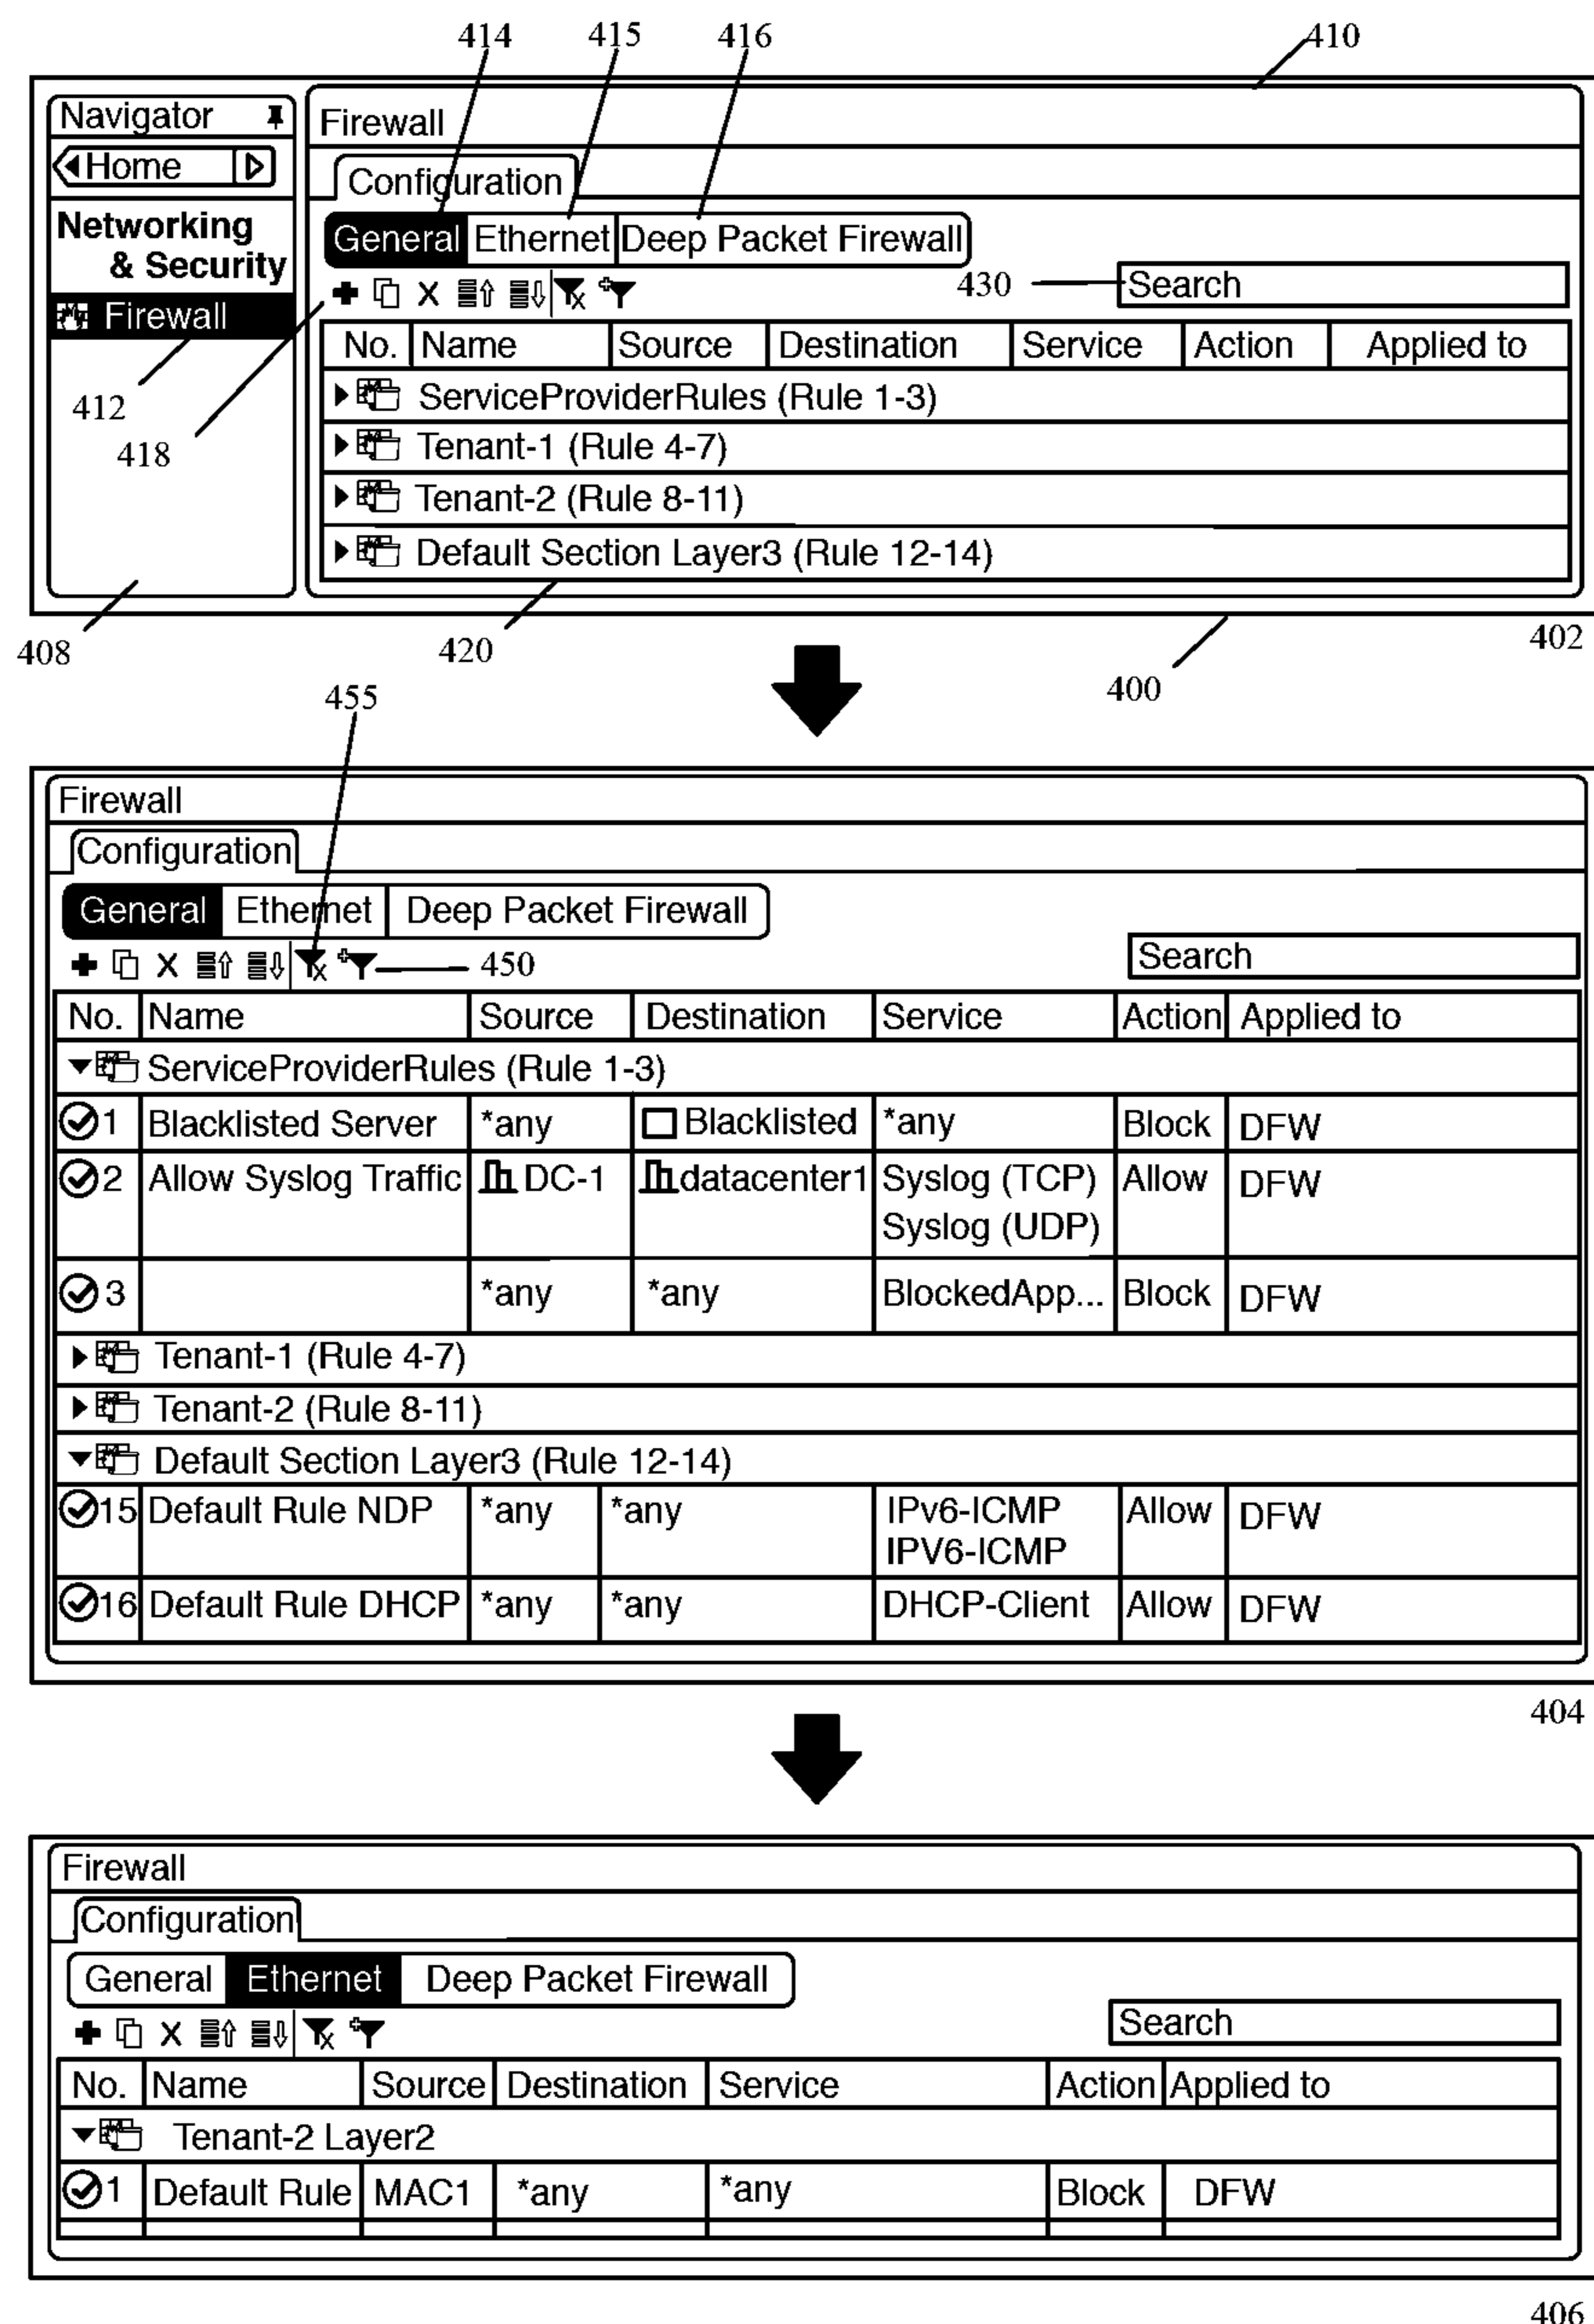 414 415 416 410
Navigator
Home
Networking
& Security
Firewall
412
418
Firewall
Configuration
General Ethernet Deep Packet Firewall
430 Search
No. Name Source Destination Service Action Applied to
ServiceProviderRules (Rule 1-3)
Tenant-1 (Rule 4-7)
Tenant-2 (Rule 8-11)
Default Section Layer3 (Rule 12-14)
408 420 400 402
455
Firewall
Configuration
General Ethernet Deep Packet Firewall
X X 450 Search
No. Name Source Destination Service Action Applied to
ServiceProviderRules (Rule 1-3)
1 Blacklisted Server *any Blacklisted *any Block DFW
2 Allow Syslog Traffic DC-1 datacenter1 Syslog (TCP) Allow DFW
Syslog (UDP)
3 *any *any BlockedApp... Block DFW
Tenant-1 (Rule 4-7)
Tenant-2 (Rule 8-11)
Default Section Layer3 (Rule 12-14)
15 Default Rule NDP *any *any IPv6-ICMP Allow DFW
IPV6-ICMP
16 Default Rule DHCP *any *any DHCP-Client Allow DFW
404
Firewall
Configuration
General Ethernet Deep Packet Firewall
Search
No. Name Source Destination Service Action Applied to
Tenant-2 Layer2
1 Default Rule MAC1 *any *any Block DFW
406